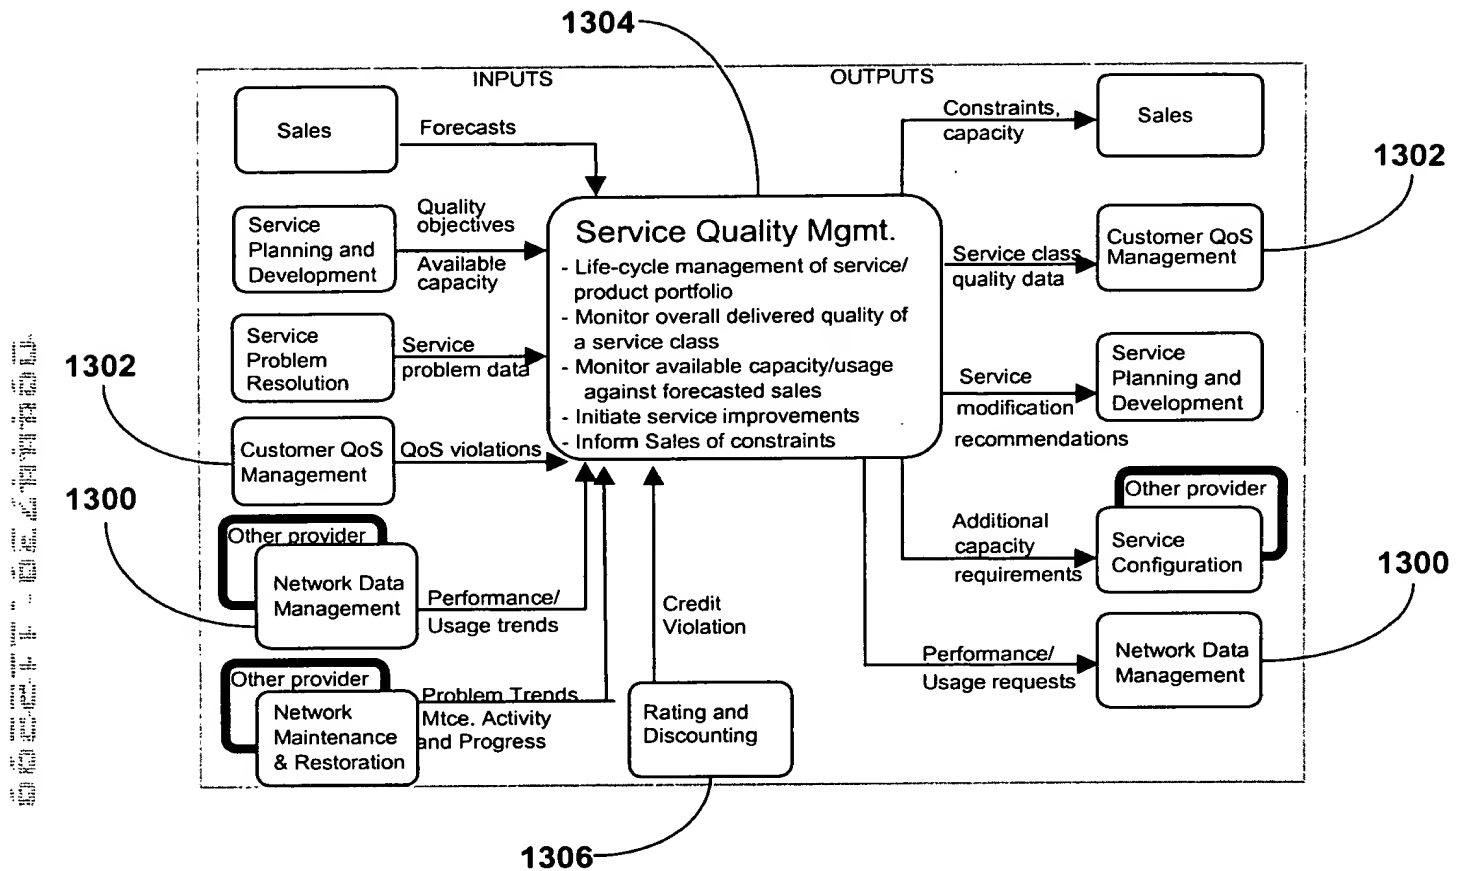 1304
INPUTS
OUTPUTS
Sales
Forecasts
Constraints,
capacity
Sales
1302
Service
Planning and
Development
Quality
objectives
Available
capacity
Service Quality Mgmt.
- Life-cycle management of service/
product portfolio
- Monitor overall delivered quality of
a service class
- Monitor available capacity/usage
against forecasted sales
- Initiate service improvements
- Inform Sales of constraints
Service class
quality data
Customer QoS
Management
1302
Service
Problem
Resolution
Service
problem data
Service
modification
recommendations
Service
Planning and
Development
Customer QoS
Management
QoS violations
1300
Other provider
Network Data
Management
Performance/
Usage trends
Additional
capacity
requirements
Other provider
Service
Configuration
1300
Credit
Violation
Performance/
Usage requests
Network Data
Management
Other provider
Network
Maintenance
& Restoration
Problem Trends
Mtce. Activity
and Progress
Rating and
Discounting
1306